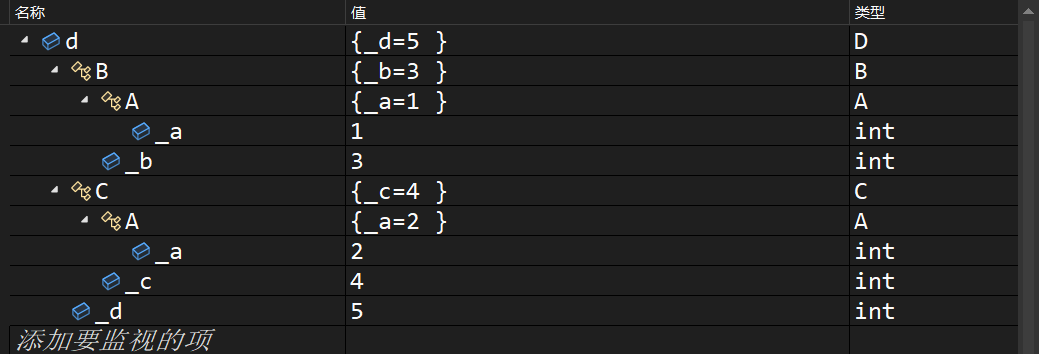 名称 值 类型
d {_d=5 } D
B {_b=3 } B
A {_a=1 } A
_a 1 int
_b 3 int
C {_c=4 } C
A {_a=2 } A
_a 2 int
_c 4 int
_d 5 int
添加要监视的项